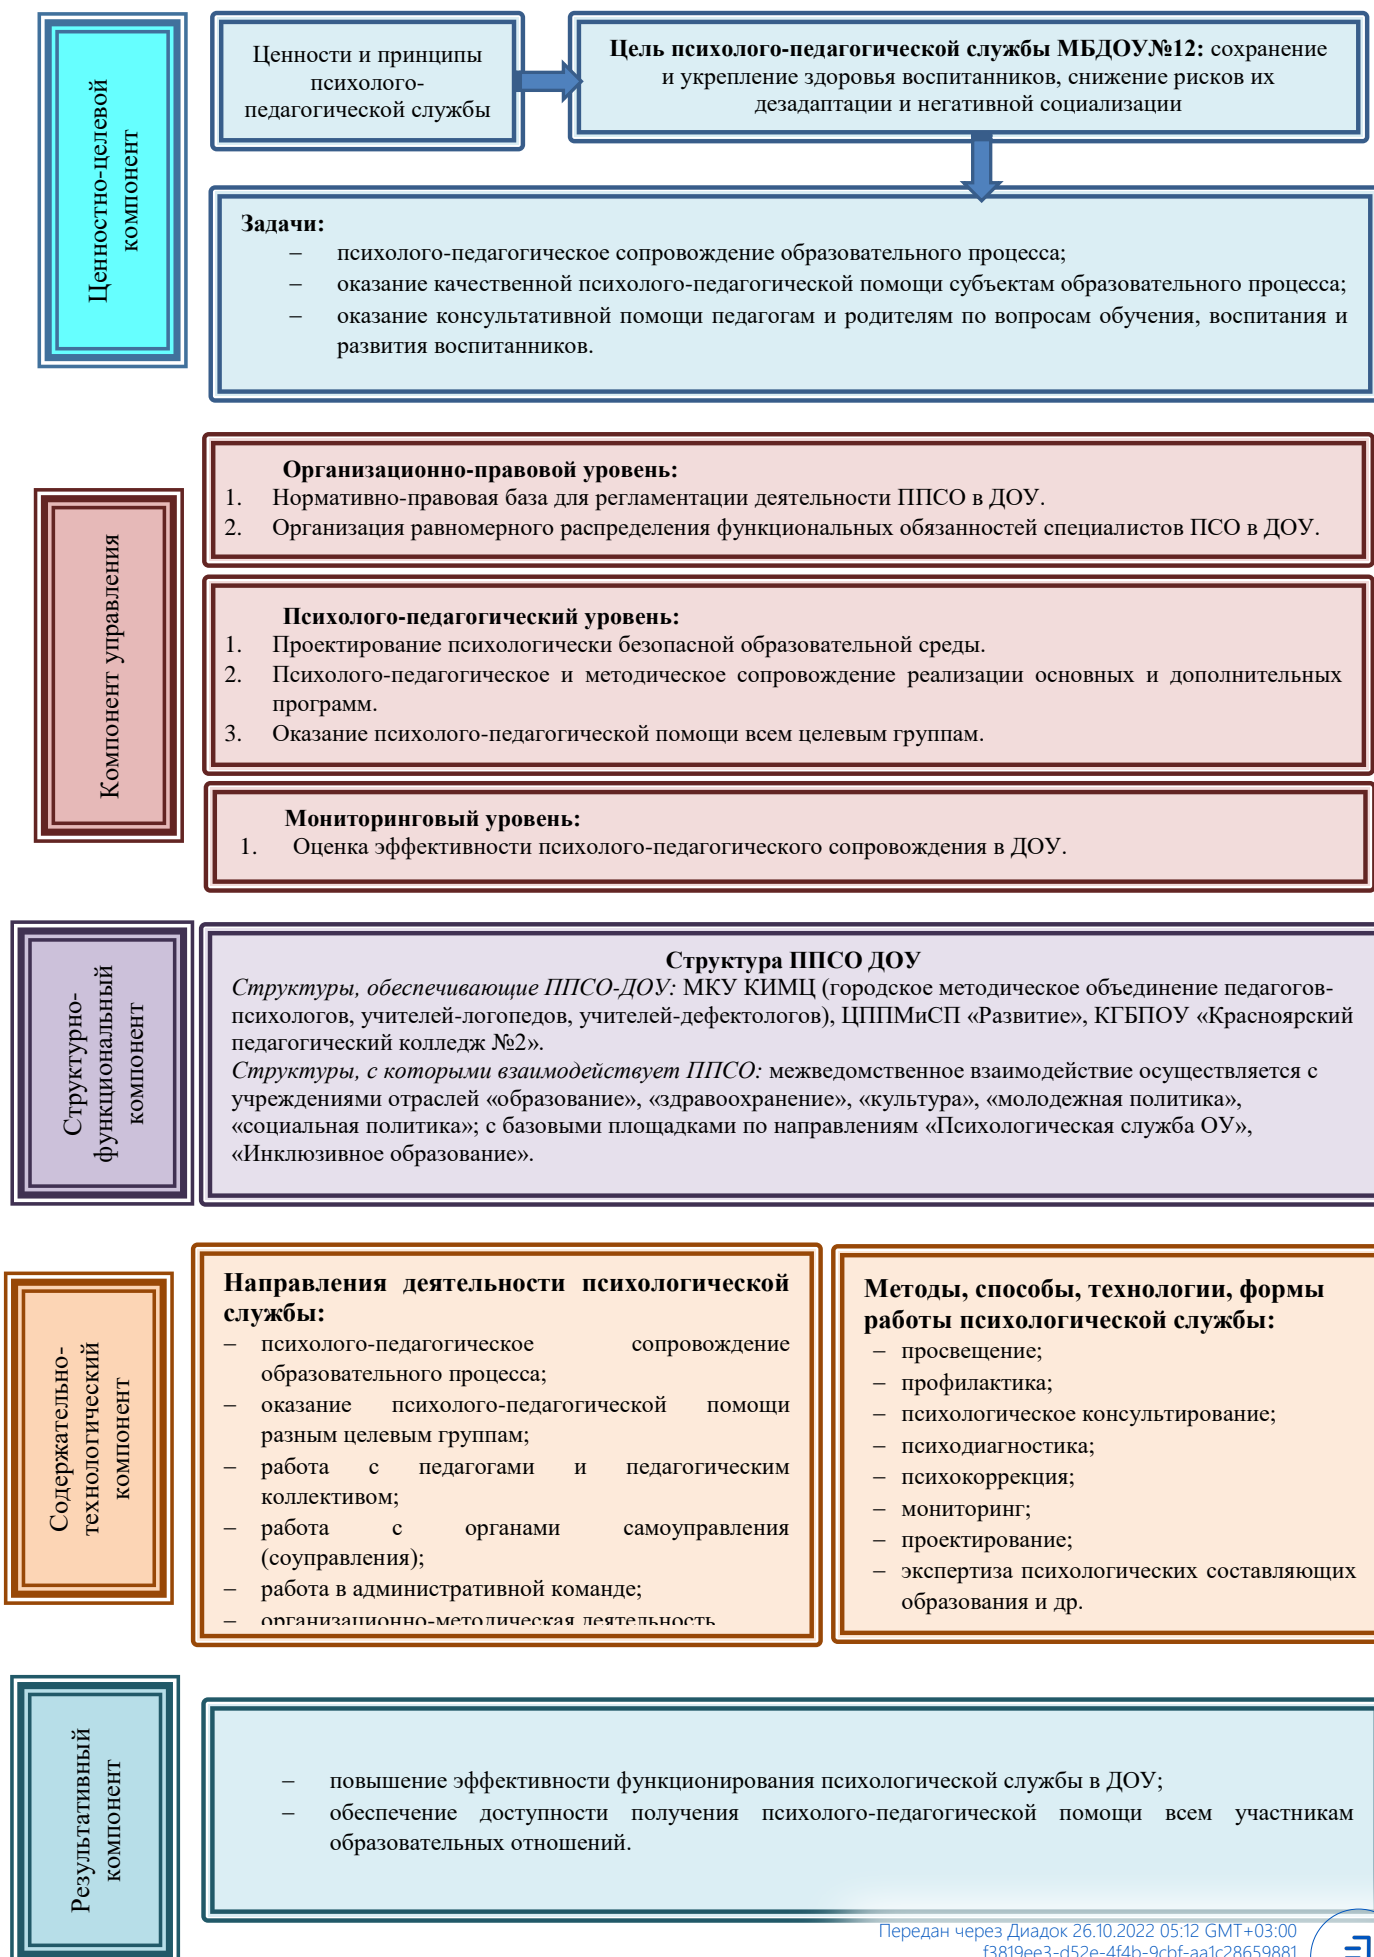 Ценностно-целевой
компонент
Ценности и принципы
психолого-
педагогической службы
Цель психолого-педагогической службы МБДОУ№12: сохранение
и укрепление здоровья воспитанников, снижение рисков их
дезадаптации и негативной социализации
Задачи:
– психолого-педагогическое сопровождение образовательного процесса;
– оказание качественной психолого-педагогической помощи субъектам образовательного процесса;
– оказание консультативной помощи педагогам и родителям по вопросам обучения, воспитания и
развития воспитанников.
Компонент управления
Организационно-правовой уровень:
1. Нормативно-правовая база для регламентации деятельности ППСО в ДОУ.
2. Организация равномерного распределения функциональных обязанностей специалистов ПСО в ДОУ.
Психолого-педагогический уровень:
1. Проектирование психологически безопасной образовательной среды.
2. Психолого-педагогическое и методическое сопровождение реализации основных и дополнительных
программ.
3. Оказание психолого-педагогической помощи всем целевым группам.
Мониторинговый уровень:
1. Оценка эффективности психолого-педагогического сопровождения в ДОУ.
Структурно-
функциональный
компонент
Структура ППСО ДОУ
Структуры, обеспечивающие ППСО-ДОУ: МКУ КИМЦ (городское методическое объединение педагогов-
психологов, учителей-логопедов, учителей-дефектологов), ЦППМиСП «Развитие», КГБПОУ «Красноярский
педагогический колледж №2».
Структуры, с которыми взаимодействует ППСО: межведомственное взаимодействие осуществляется с
учреждениями отраслей «образование», «здравоохранение», «культура», «молодежная политика»,
«социальная политика»; с базовыми площадками по направлениям «Психологическая служба ОУ»,
«Инклюзивное образование».
Содержательно-
технологический
компонент
Направления деятельности психологической
службы:
– психолого-педагогическое сопровождение
образовательного процесса;
– оказание психолого-педагогической помощи
разным целевым группам;
– работа с педагогами и педагогическим
коллективом;
– работа с органами самоуправления
(соуправления);
– работа в административной команде;
– организационно-методическая деятельность
Методы, способы, технологии, формы
работы психологической службы:
– просвещение;
– профилактика;
– психологическое консультирование;
– психодиагностика;
– психокоррекция;
– мониторинг;
– проектирование;
– экспертиза психологических составляющих
образования и др.
Результативный
компонент
– повышение эффективности функционирования психологической службы в ДОУ;
– обеспечение доступности получения психолого-педагогической помощи всем участникам
образовательных отношений.
Передан через Диадок 26.10.2022 05:12 GMT+03:00
f3819ee3-d52e-4f4b-9cbf-aa1c28659881